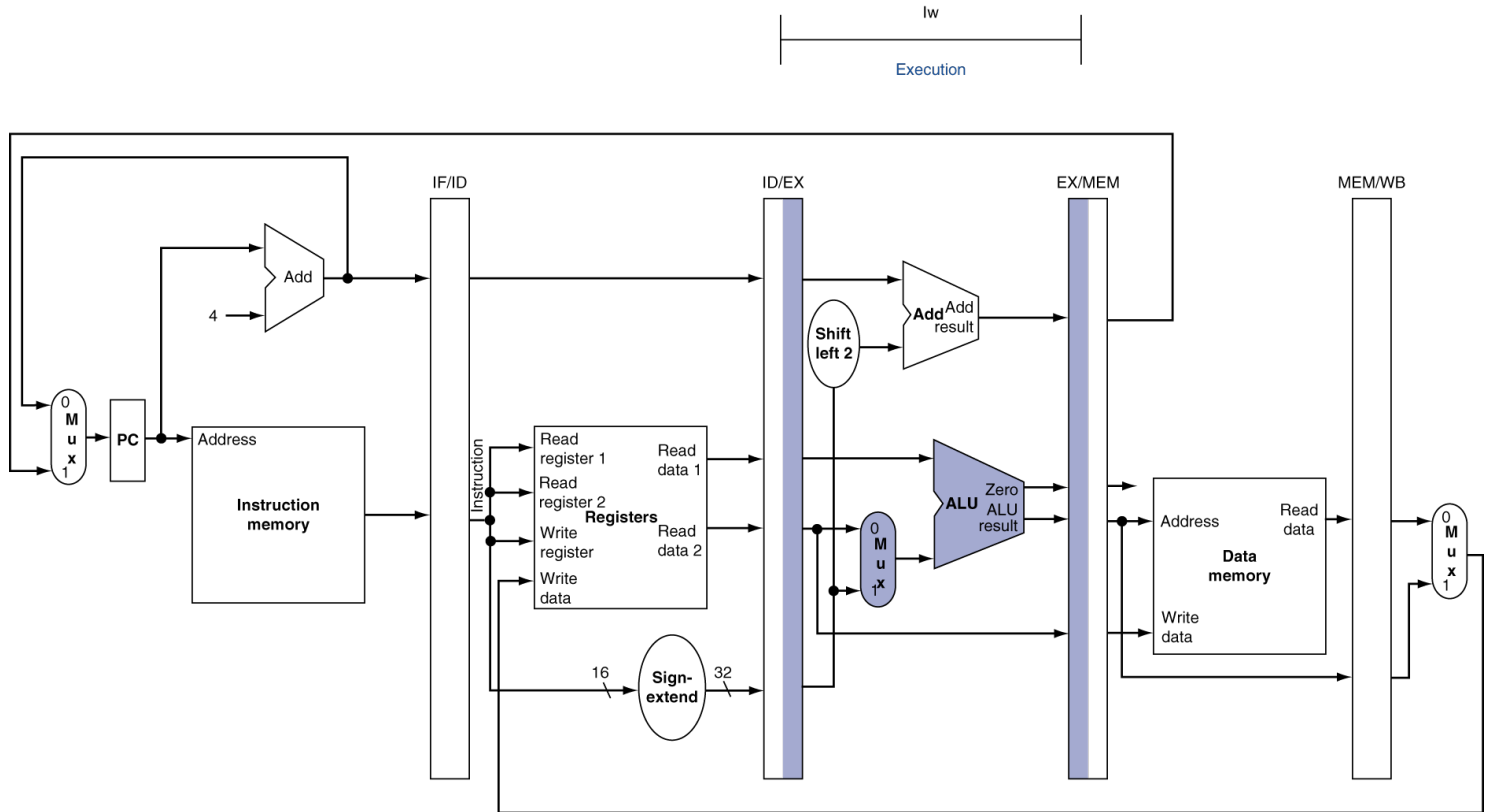 lw
Execution
IF/ID
ID/EX
EX/MEM
MEM/WB
Add
4
Shift
left 2
Add
Add
result
0
M
u
x
1
PC
Address
Instruction
memory
Instruction
Read
register 1
Read
register 2
Registers
Write
register
Write
data
Read
data 1
Read
data 2
16
Sign-
extend
32
0
M
u
x
1
ALU
Zero
ALU
result
Address
Read
data
Data
memory
Write
data
0
M
u
x
1